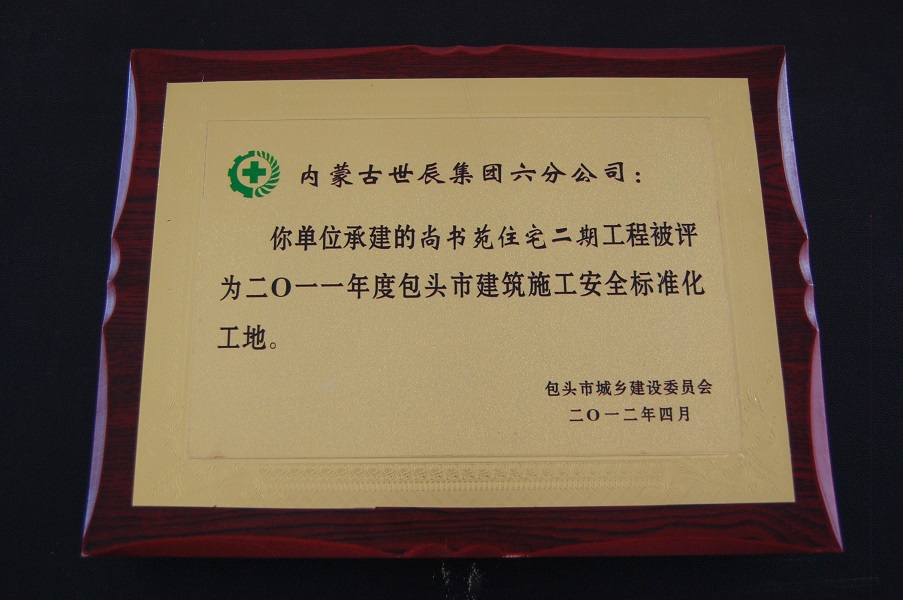 内蒙古世辰集团六分公司：
你单位承建的尚书苑住宅二期工程被评
为二〇一一年度包头市建筑施工安全标准化
工地。
包头市城乡建设委员会
二〇一二年四月